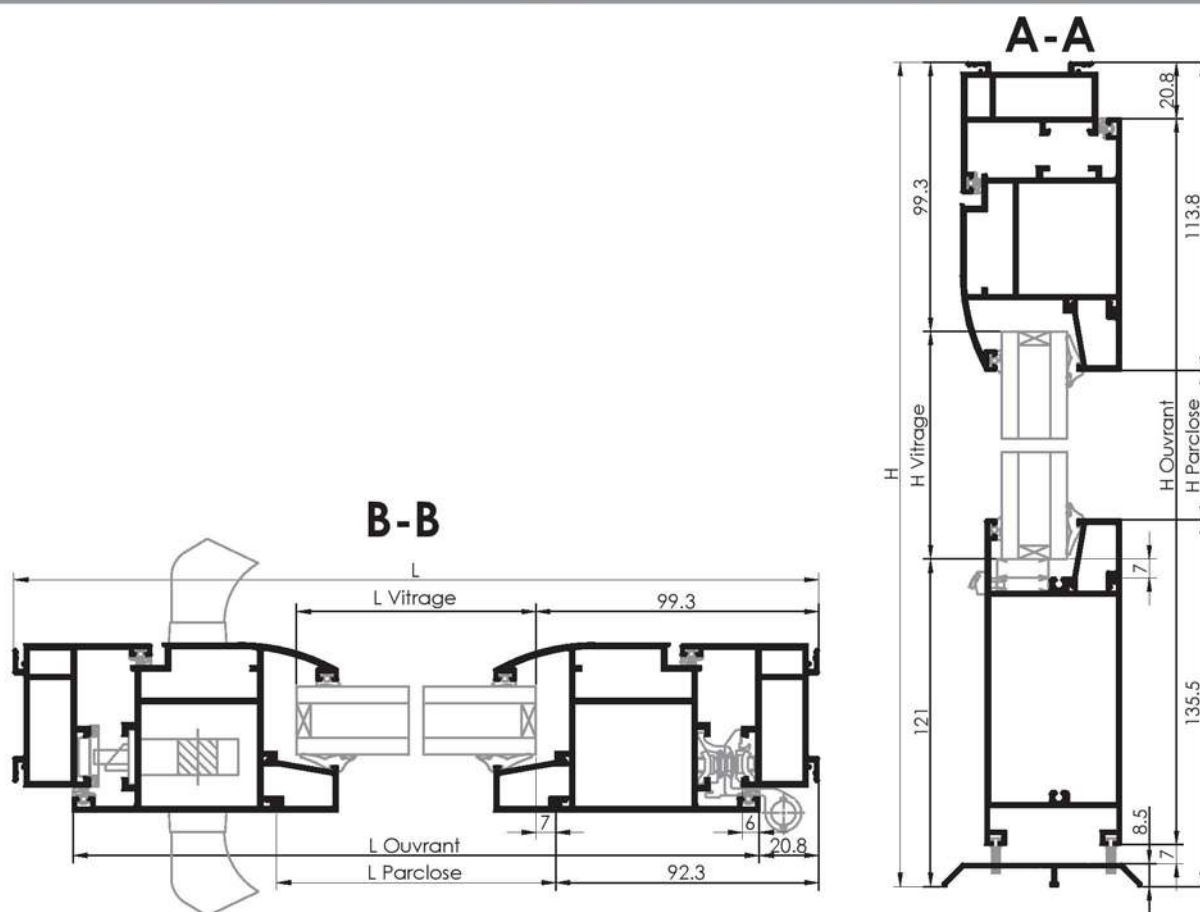 A-A
20.8
99.3
113.8
H
H Vitrage
H Ouvrant
H Parclose
7
121
135.5
8.5
7
B-B
L
L Vitrage
99.3
7
6
L Ouvrant
20.8
L Parclose
92.3